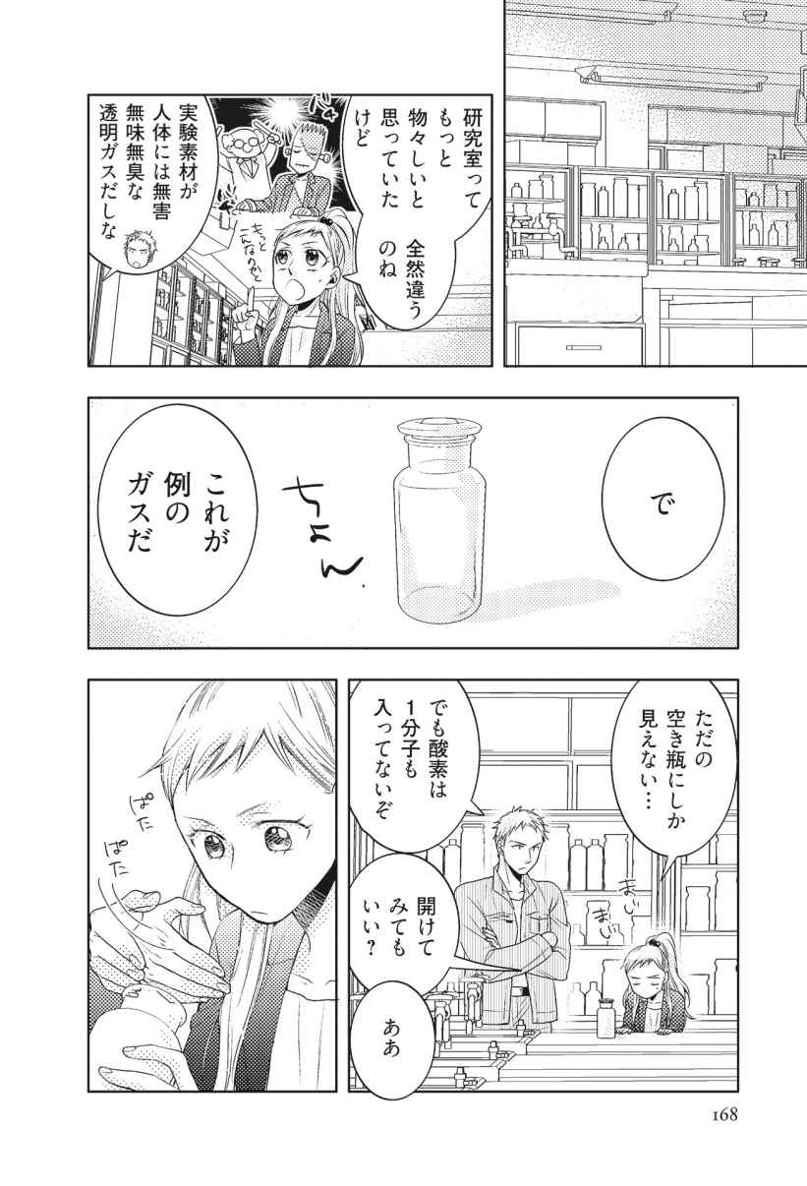 研究室って
もっと
物々しいと
思っていた
けど
全然違う
のね
もっと
こんなのかと
実験素材が
人体には無害
無味無臭な
透明ガスだしな
で
ちょん
これが
例の
ガスだ
ただの
空き瓶にしか
見えない…
まじ
まじ
でも酸素は
1分子も
入ってないぞ
開けて
みても
いい?
ああ
ぱた
ぱた
168